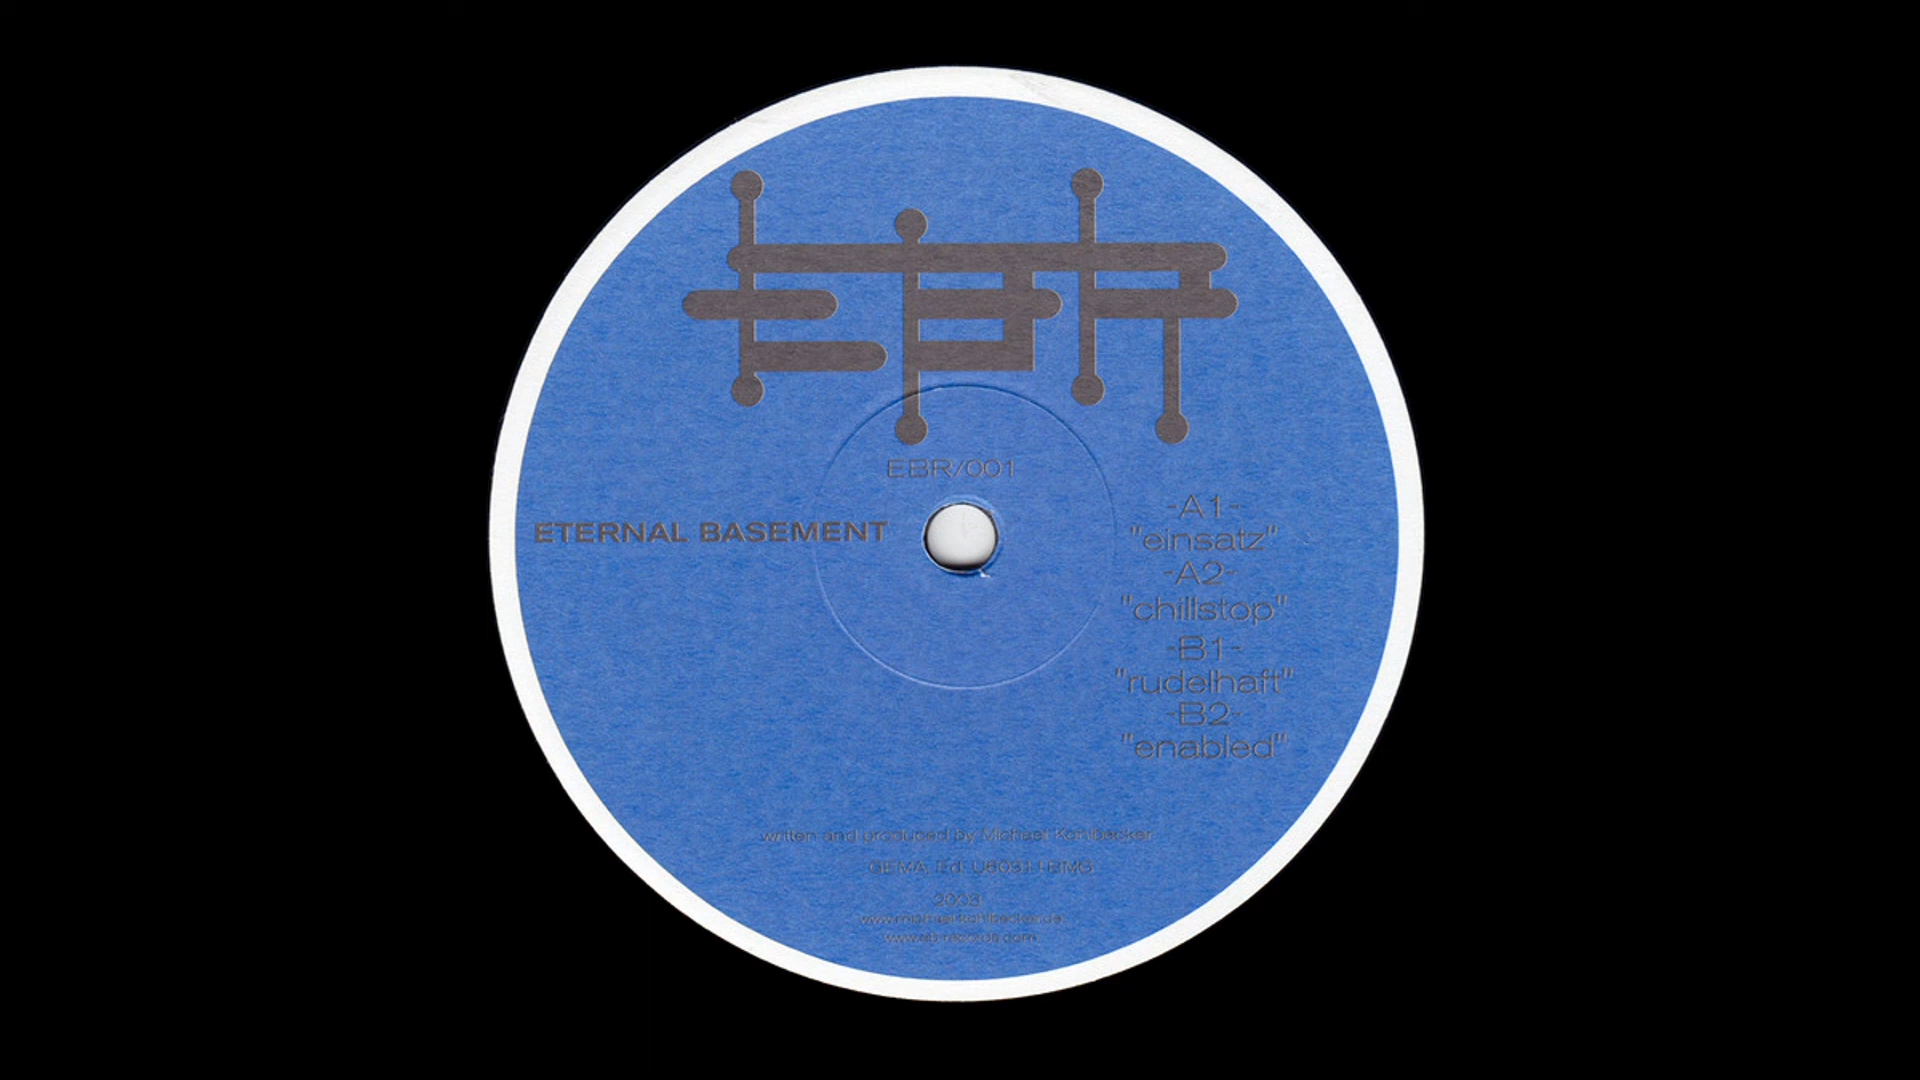 EBR
EBR/001
ETERNAL BASEMENT
-A1-
"einsatz"
-A2-
"chillstop"
-B1-
"rudelhaft"
-B2-
"enabled"
written and produced by Michael Kohlbecker
GEMA,
2003